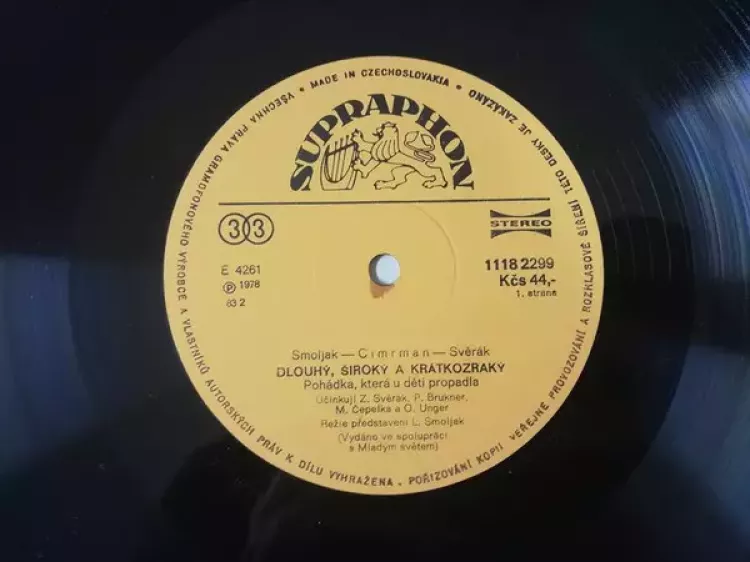 VŠECHNA PRÁVA GRAMOFONOVÉHO VÝROBCE A VLASTNÍKŮ AUTORSKÝCH PRÁV K DÍLU VYHRAŽENA . POŘIZOVÁNÍ KOPIÍ VEŘEJNÉ PROVOZOVÁNÍ A ROZHLASOVÉ ŠÍŘENÍ TÉTO DESKY JE ZAKÁZÁNO • MADE IN CZECHOSLOVAKIA •
SUPRAPHON
33
STEREO
E 4261
Ⓟ 1978
83 2
1118 2299
Kčs 44,-
1. strana
Smoljak — Cimrman — Svěrák
DLOUHÝ, ŠIROKÝ A KRÁTKOZRAKÝ
Pohádka, která u dětí propadla
Účinkují Z. Svěrák, P. Brukner,
M. Čepelka a O. Unger
Režie představení L. Smoljak
(Vydáno ve spolupráci
s Mladým světem)